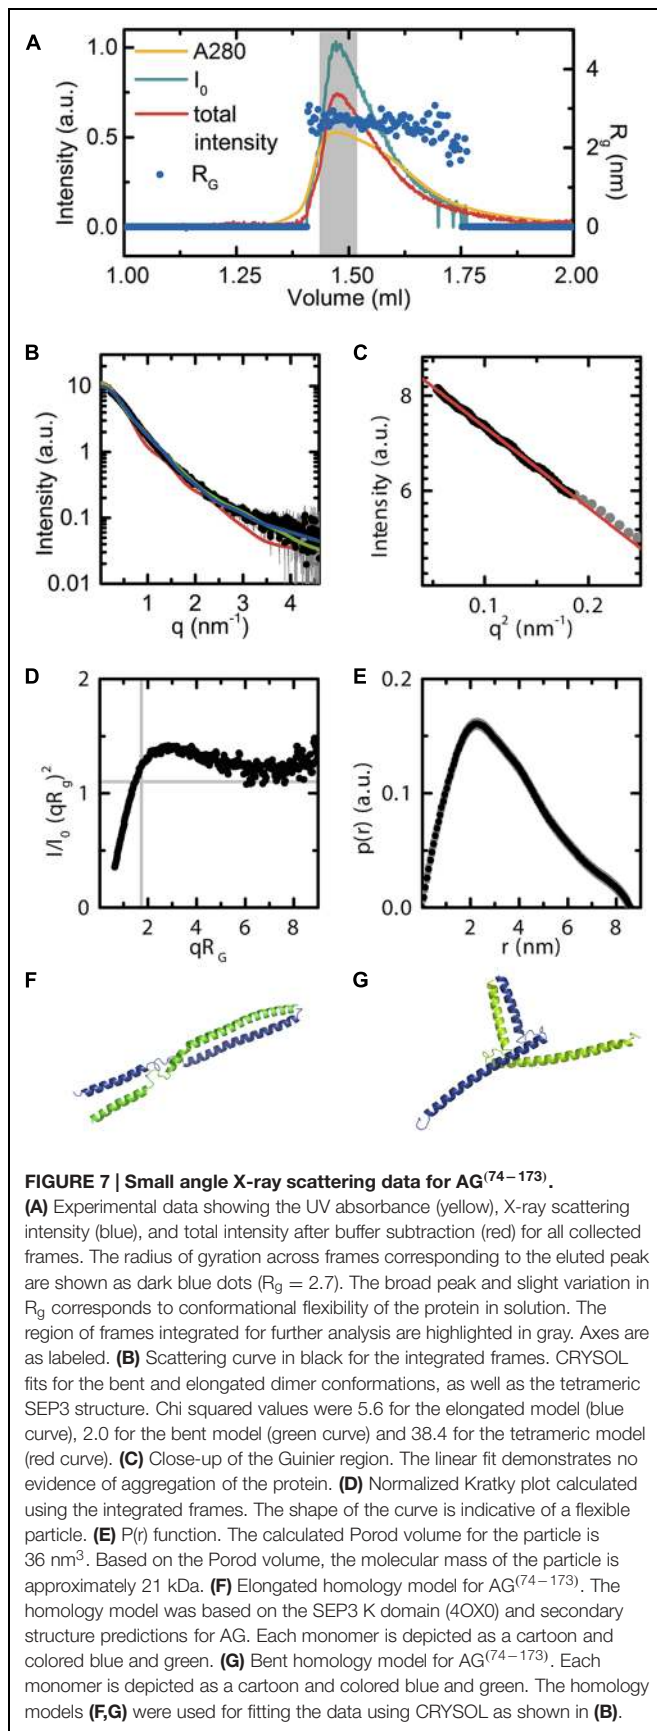 A
A280
I0
total
intensity
RG
Intensity (a.u.)
1.0
0.5
0.0
Rg (nm)
4
2
0
1.00 1.25 1.50 1.75 2.00
Volume (ml)
B
Intensity (a.u.)
10
1
0.1
0.01
1 2 3 4
q (nm-1)
C
Intensity (a.u.)
8
6
0.1 0.2
q2 (nm-1)
D
I/I0 (qRg)2
2
1
0
0 2 4 6 8
qRG
E
p(r) (a.u.)
0.2
0.1
0.0
0 2 4 6 8
r (nm)
F
G
FIGURE 7 | Small angle X-ray scattering data for AG(74−173).
(A) Experimental data showing the UV absorbance (yellow), X-ray scattering
intensity (blue), and total intensity after buffer subtraction (red) for all collected
frames. The radius of gyration across frames corresponding to the eluted peak
are shown as dark blue dots (Rg = 2.7). The broad peak and slight variation in
Rg corresponds to conformational flexibility of the protein in solution. The
region of frames integrated for further analysis are highlighted in gray. Axes are
as labeled. (B) Scattering curve in black for the integrated frames. CRYSOL
fits for the bent and elongated dimer conformations, as well as the tetrameric
SEP3 structure. Chi squared values were 5.6 for the elongated model (blue
curve), 2.0 for the bent model (green curve) and 38.4 for the tetrameric model
(red curve). (C) Close-up of the Guinier region. The linear fit demonstrates no
evidence of aggregation of the protein. (D) Normalized Kratky plot calculated
using the integrated frames. The shape of the curve is indicative of a flexible
particle. (E) P(r) function. The calculated Porod volume for the particle is
36 nm3. Based on the Porod volume, the molecular mass of the particle is
approximately 21 kDa. (F) Elongated homology model for AG(74−173). The
homology model was based on the SEP3 K domain (4OX0) and secondary
structure predictions for AG. Each monomer is depicted as a cartoon and
colored blue and green. (G) Bent homology model for AG(74−173). Each
monomer is depicted as a cartoon and colored blue and green. The homology
models (F,G) were used for fitting the data using CRYSOL as shown in (B).